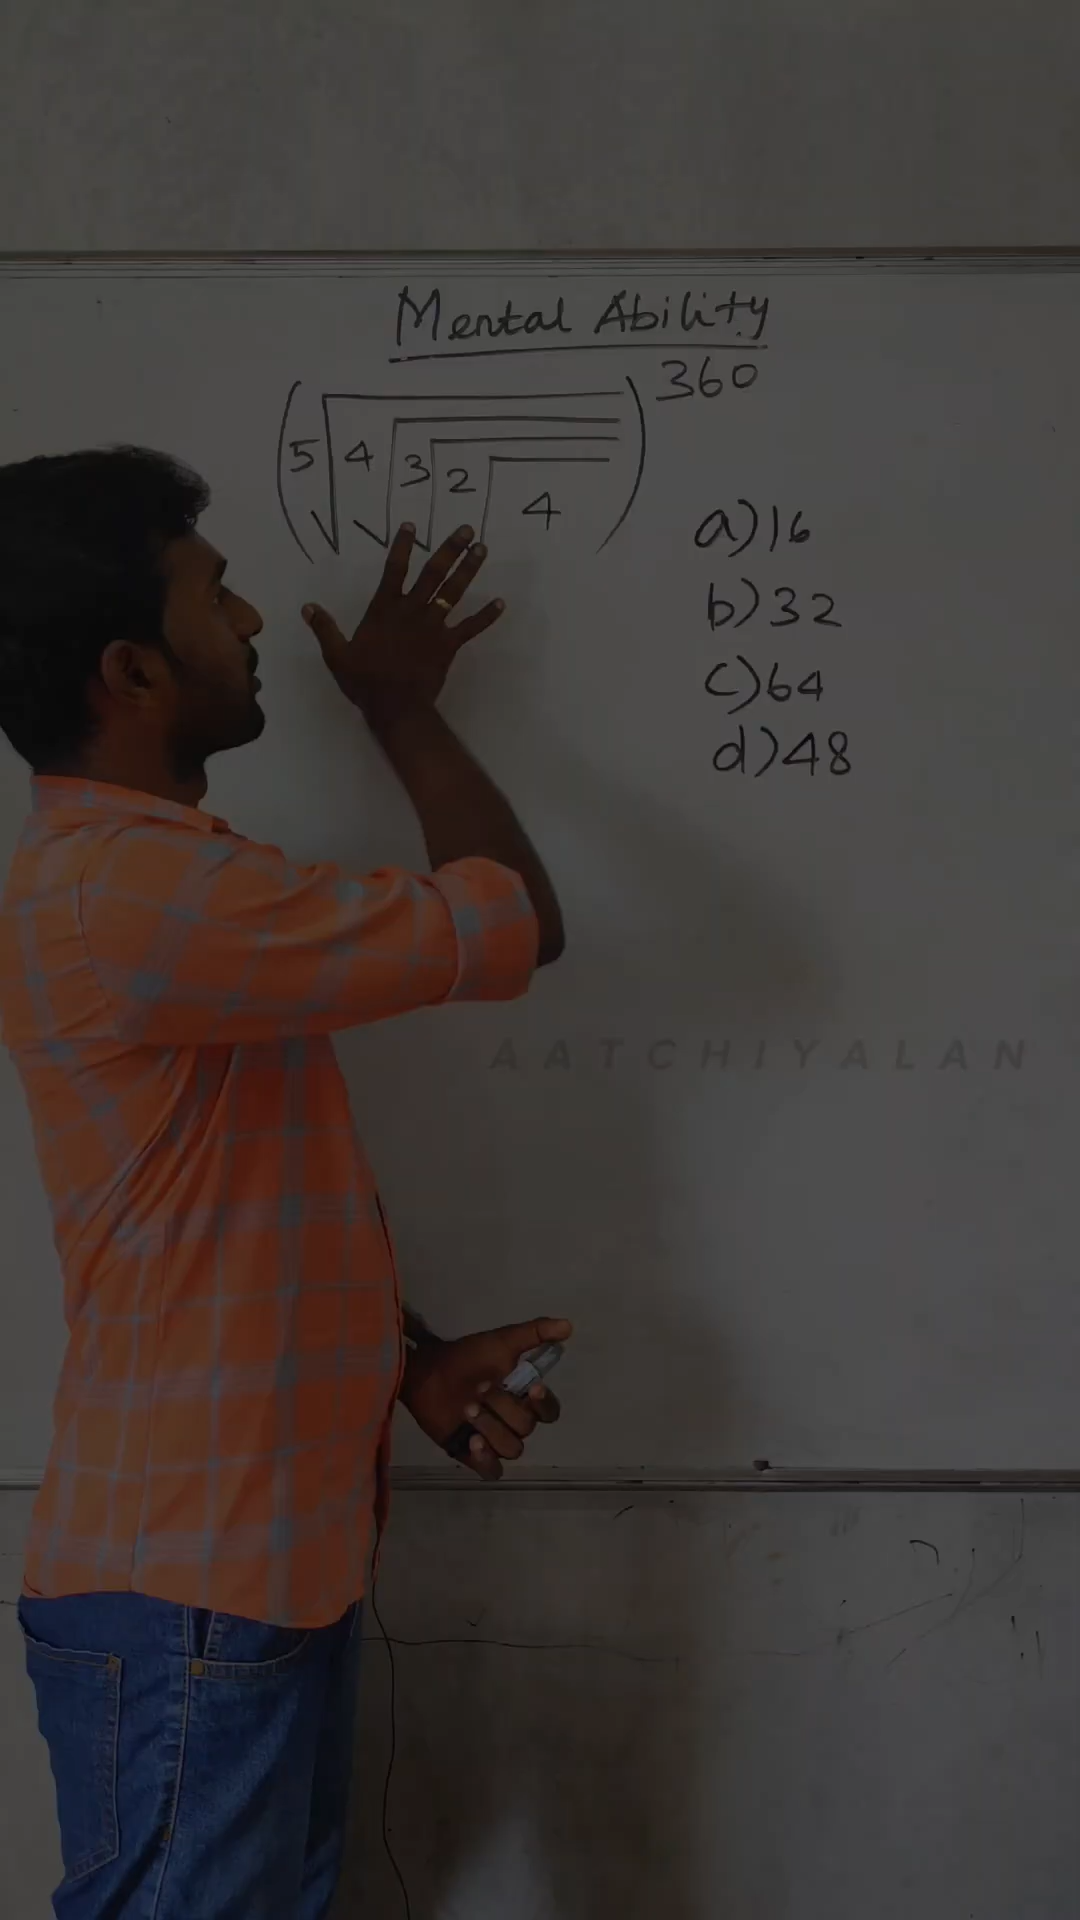 Mental Ability
(⁵√⁴√³√²√4)³⁶⁰
a) 16
b) 32
c) 64
d) 48
AATCHIYALAN